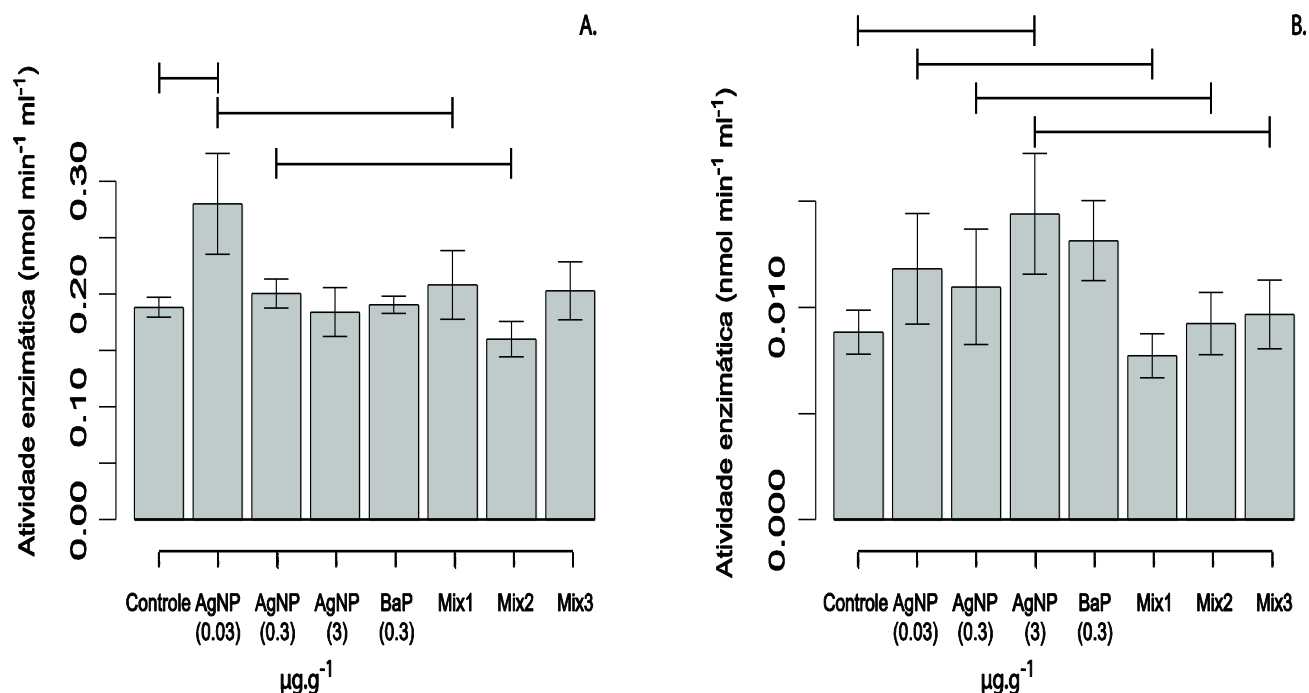 A.
Atividade enzimática (nmol min⁻¹ ml⁻¹)
0.30
0.20
0.10
0.00
Controle AgNP AgNP AgNP BaP Mix1 Mix2 Mix3
(0.03) (0.3) (3) (0.3)
µg.g⁻¹
B.
Atividade enzimática (nmol min⁻¹ ml⁻¹)
0.010
0.000
Controle AgNP AgNP AgNP BaP Mix1 Mix2 Mix3
(0.03) (0.3) (3) (0.3)
µg.g⁻¹